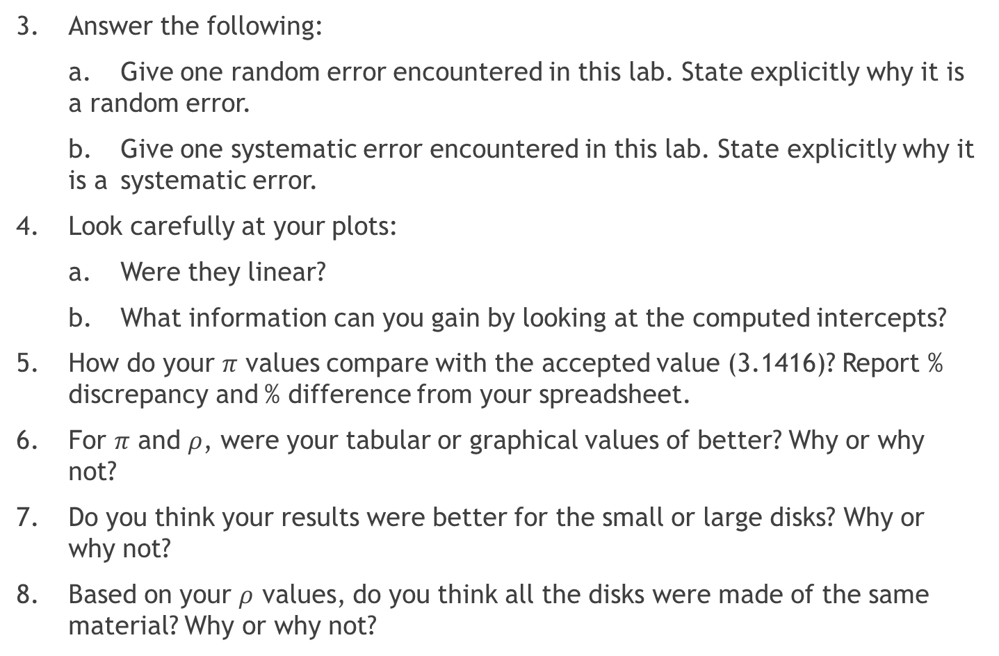 3. Answer the following:
a. Give one random error encountered in this lab. State explicitly why it is
a random error.
b. Give one systematic error encountered in this lab. State explicitly why it
is a systematic error.
4. Look carefully at your plots:
a. Were they linear?
b. What information can you gain by looking at the computed intercepts?
5. How do your π values compare with the accepted value (3.1416)? Report %
discrepancy and % difference from your spreadsheet.
6. For π and ρ, were your tabular or graphical values of better? Why or why
not?
7. Do you think your results were better for the small or large disks? Why or
why not?
8. Based on your ρ values, do you think all the disks were made of the same
material? Why or why not?